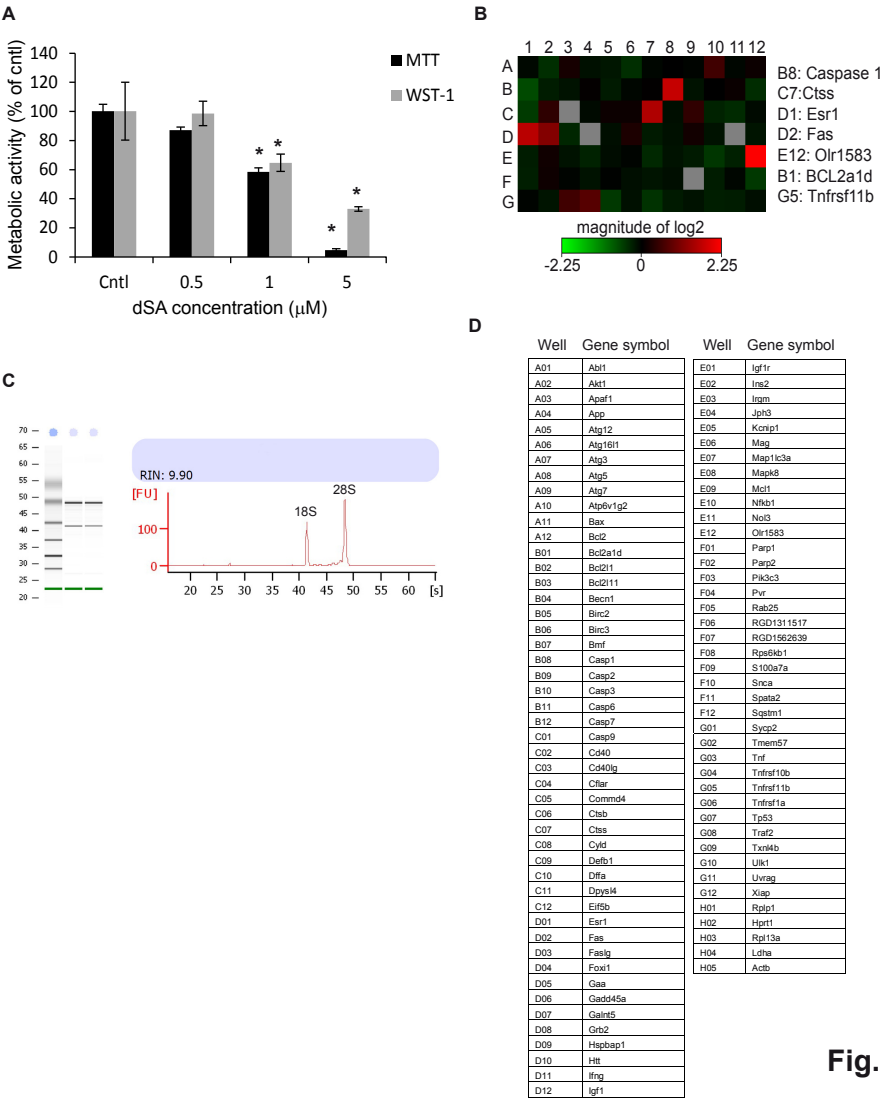 A
140
120
100
80
60
40
20
0
Metabolic activity (% of cntl)
MTT
WST-1
* *
* *
Cntl 0.5 1 5
dSA concentration (µM)
B
1 2 3 4 5 6 7 8 9 10 11 12
A
B
C
D
E
F
G
B8: Caspase 1
C7:Ctss
D1: Esr1
D2: Fas
E12: Olr1583
B1: BCL2a1d
G5: Tnfrsf11b
magnitude of log2
-2.25 0 2.25
C
70
65
60
55
50
45
40
35
30
25
20
RIN: 9.90
[FU]
100
0
18S
28S
20 25 30 35 40 45 50 55 60 [s]
D
Well Gene symbol
A01 Abl1
A02 Akt1
A03 Apaf1
A04 App
A05 Atg12
A06 Atg16l1
A07 Atg3
A08 Atg5
A09 Atg7
A10 Atp6v1g2
A11 Bax
A12 Bcl2
B01 Bcl2a1d
B02 Bcl2l1
B03 Bcl2l11
B04 Becn1
B05 Birc2
B06 Birc3
B07 Bmf
B08 Casp1
B09 Casp2
B10 Casp3
B11 Casp6
B12 Casp7
C01 Casp9
C02 Cd40
C03 Cd40lg
C04 Cflar
C05 Commd4
C06 Ctsb
C07 Ctss
C08 Cyld
C09 Defb1
C10 Dffa
C11 Dpysl4
C12 Eif5b
D01 Esr1
D02 Fas
D03 Faslg
D04 Foxi1
D05 Gaa
D06 Gadd45a
D07 Galnt5
D08 Grb2
D09 Hspbap1
D10 Htt
D11 Ifng
D12 Igf1
Well Gene symbol
E01 Igf1r
E02 Ins2
E03 Irgm
E04 Jph3
E05 Kcnip1
E06 Mag
E07 Map1lc3a
E08 Mapk8
E09 Mcl1
E10 Nfkb1
E11 Nol3
E12 Olr1583
F01 Parp1
F02 Parp2
F03 Pik3c3
F04 Pvr
F05 Rab25
F06 RGD1311517
F07 RGD1562639
F08 Rps6kb1
F09 S100a7a
F10 Snca
F11 Spata2
F12 Sqstm1
G01 Sycp2
G02 Tmem57
G03 Tnf
G04 Tnfrsf10b
G05 Tnfrsf11b
G06 Tnfrsf1a
G07 Tp53
G08 Traf2
G09 Txnl4b
G10 Ulk1
G11 Uvrag
G12 Xiap
H01 Rplp1
H02 Hprt1
H03 Rpl13a
H04 Ldha
H05 Actb
Fig.